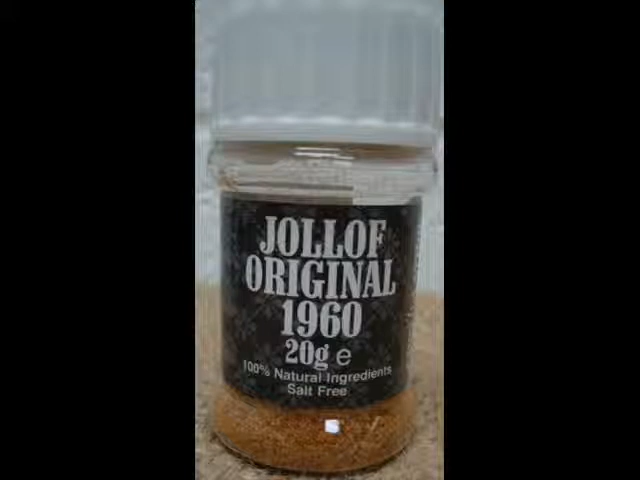 JOLLOF
ORIGINAL
1960
20g e
100% Natural Ingredients
Salt Free